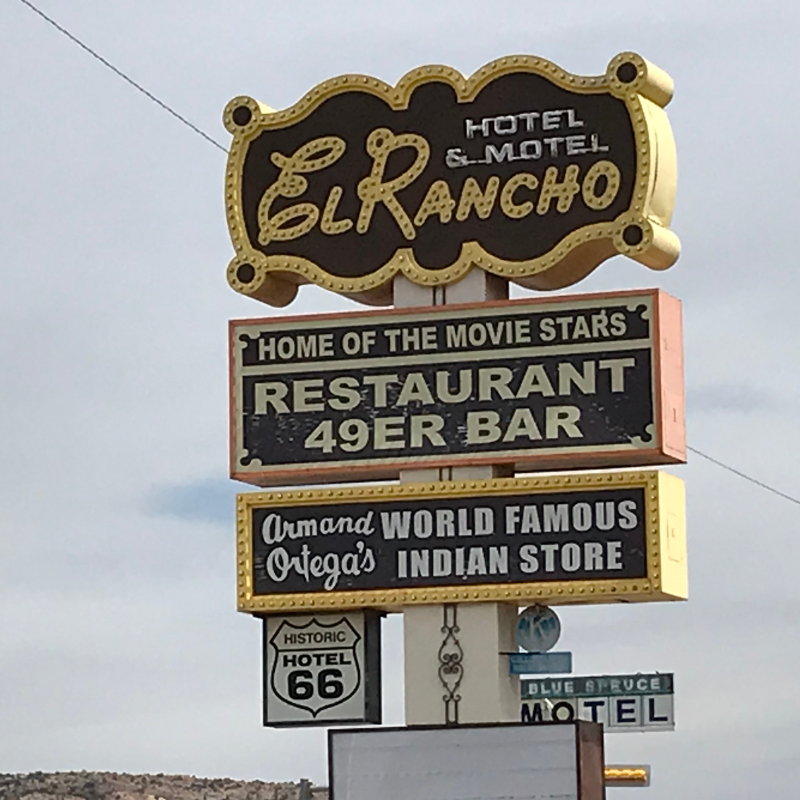 HOTEL
& MOTEL
El RANCHO
HOME OF THE MOVIE STARS
RESTAURANT
49ER BAR
Armand Ortega's
WORLD FAMOUS
INDIAN STORE
HISTORIC
HOTEL
66
K
BLUE SPRUCE
MOTEL